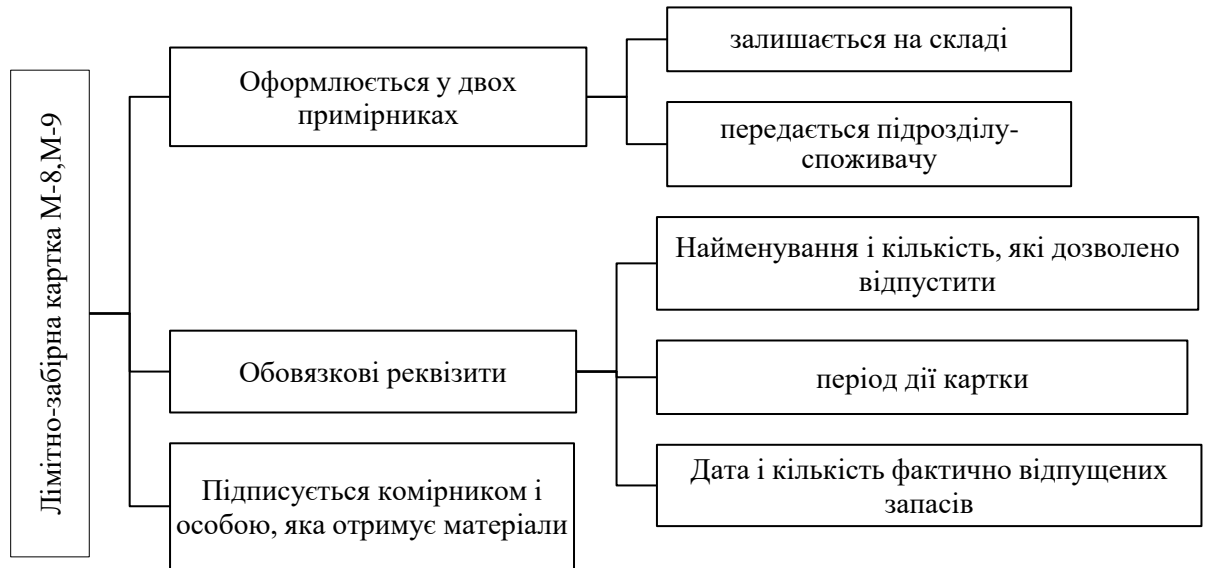 Лімітно-забірна картка М-8,М-9
Оформлюється у двох
примірниках
залишається на складі
передається підрозділу-
споживачу
Обовязкові реквізити
Найменування і кількість, які дозволено
відпустити
період дії картки
Дата і кількість фактично відпущених
запасів
Підписується комірником і
особою, яка отримує матеріали